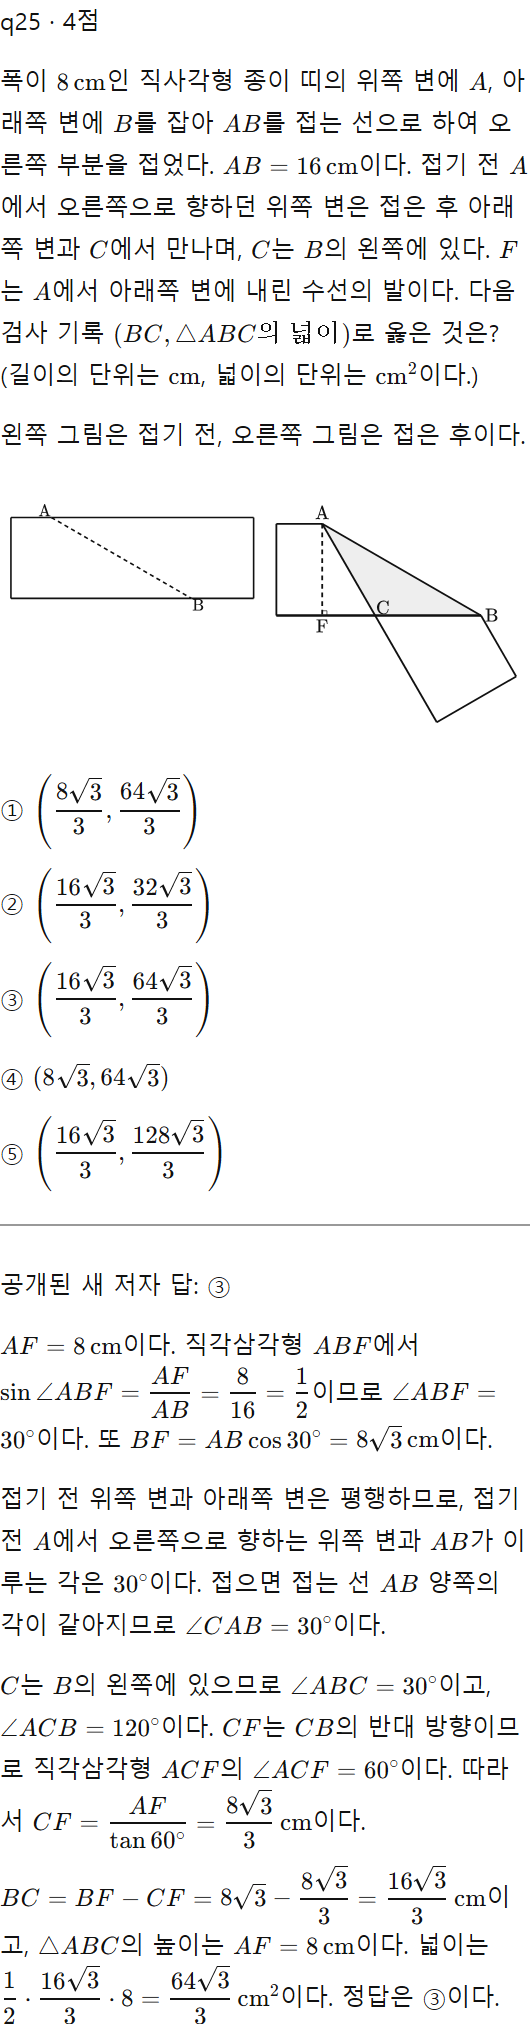 q25 · 4점
폭이 8 cm인 직사각형 종이 띠의 위쪽 변에 A, 아
래쪽 변에 B를 잡아 AB를 접는 선으로 하여 오
른쪽 부분을 접었다. AB = 16 cm이다. 접기 전 A
에서 오른쪽으로 향하던 위쪽 변은 접은 후 아래
쪽 변과 C에서 만나며, C는 B의 왼쪽에 있다. F
는 A에서 아래쪽 변에 내린 수선의 발이다. 다음
검사 기록 (BC, △ABC의 넓이)로 옳은 것은?
(길이의 단위는 cm, 넓이의 단위는 cm²이다.)
왼쪽 그림은 접기 전, 오른쪽 그림은 접은 후이다.
A
B
A
F
C
B
① (8√3/3, 64√3/3)
② (16√3/3, 32√3/3)
③ (16√3/3, 64√3/3)
④ (8√3, 64√3)
⑤ (16√3/3, 128√3/3)
공개된 새 저자 답: ③
AF = 8 cm이다. 직각삼각형 ABF에서
sin ∠ABF = AF/AB = 8/16 = 1/2이므로 ∠ABF =
30°이다. 또 BF = AB cos 30° = 8√3 cm이다.
접기 전 위쪽 변과 아래쪽 변은 평행하므로, 접기
전 A에서 오른쪽으로 향하는 위쪽 변과 AB가 이
루는 각은 30°이다. 접으면 접는 선 AB 양쪽의
각이 같아지므로 ∠CAB = 30°이다.
C는 B의 왼쪽에 있으므로 ∠ABC = 30°이고,
∠ACB = 120°이다. CF는 CB의 반대 방향이므
로 직각삼각형 ACF의 ∠ACF = 60°이다. 따라
서 CF = AF/tan 60° = 8√3/3 cm이다.
BC = BF − CF = 8√3 − 8√3/3 = 16√3/3 cm이
고, △ABC의 높이는 AF = 8 cm이다. 넓이는
1/2 · 16√3/3 · 8 = 64√3/3 cm²이다. 정답은 ③이다.